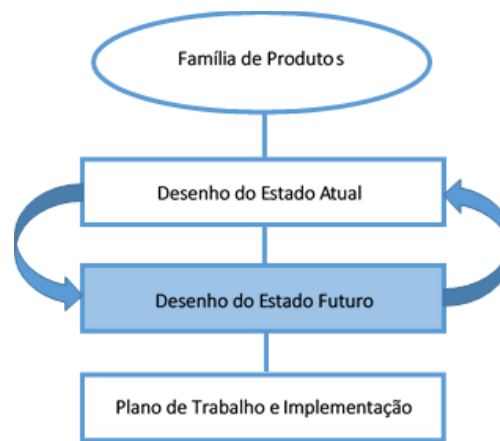 Família de Produtos
Desenho do Estado Atual
Desenho do Estado Futuro
Plano de Trabalho e Implementação